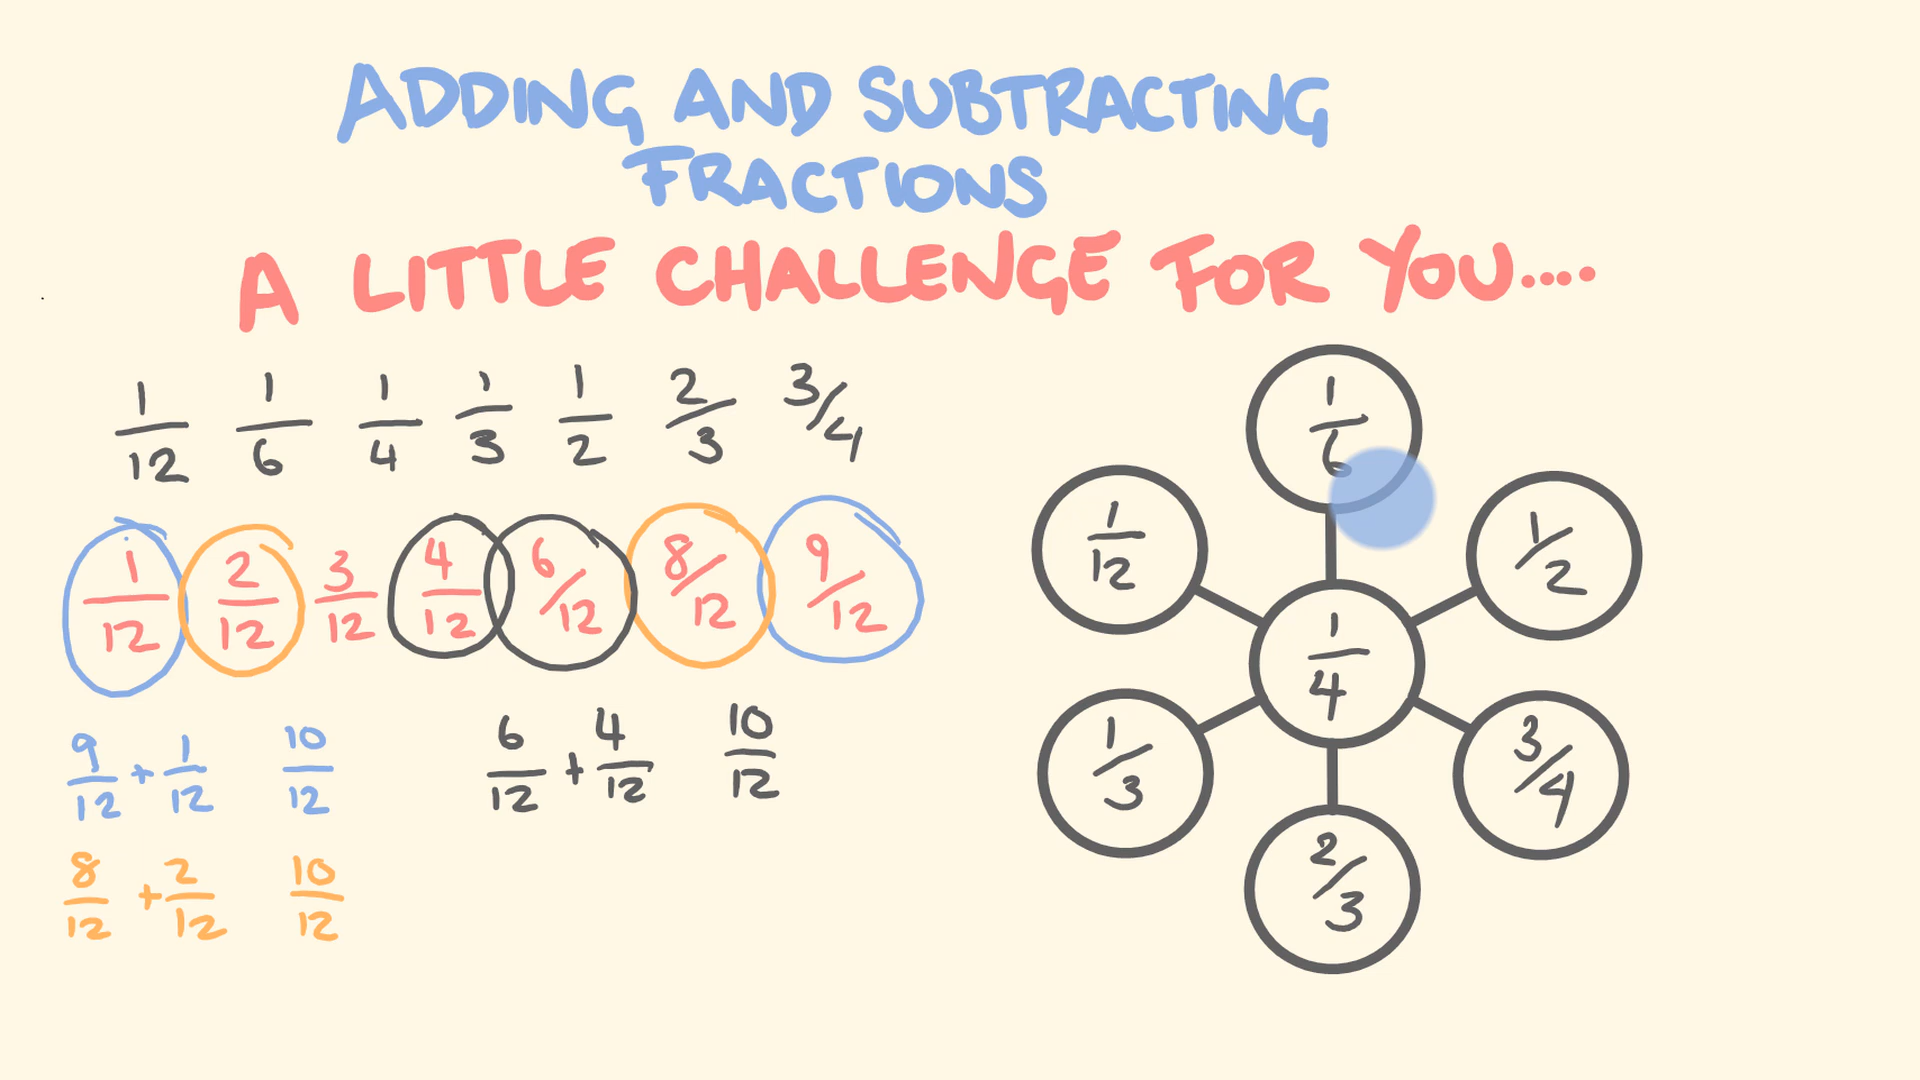 ADDING AND SUBTRACTING
FRACTIONS
A LITTLE CHALLENGE FOR YOU....
1/12 1/6 1/4 1/3 1/2 2/3 3/4
1/12 2/12 3/12 4/12 6/12 8/12 9/12
9/12 + 1/12 10/12
8/12 + 2/12 10/12
6/12 + 4/12 10/12
1/6
1/12
1/2
1/4
1/3
3/4
2/3